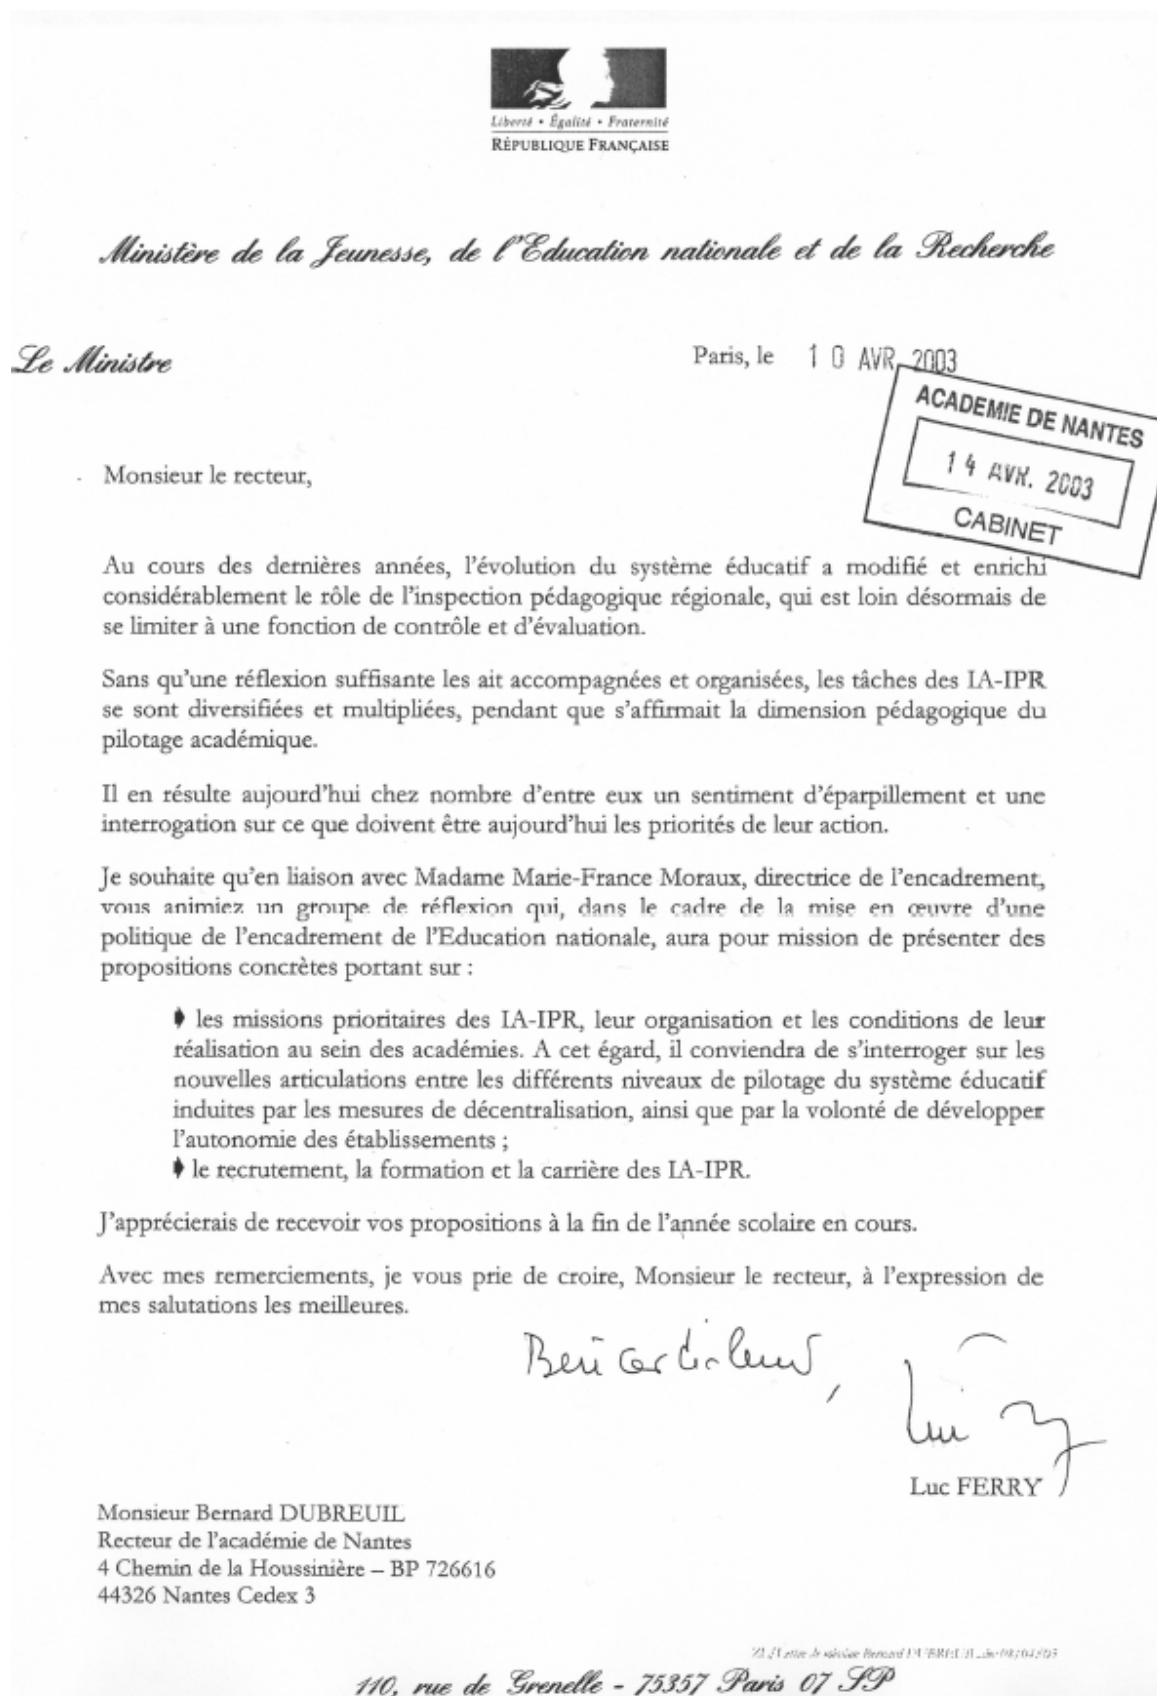 Liberté • Égalité • Fraternité
RÉPUBLIQUE FRANÇAISE
Ministère de la Jeunesse, de l'Education nationale et de la Recherche
Le Ministre
Paris, le 10 AVR. 2003
ACADEMIE DE NANTES
14 AVR. 2003
CABINET
Monsieur le recteur,
Au cours des dernières années, l'évolution du système éducatif a modifié et enrichi
considérablement le rôle de l'inspection pédagogique régionale, qui est loin désormais de
se limiter à une fonction de contrôle et d'évaluation.
Sans qu'une réflexion suffisante les ait accompagnées et organisées, les tâches des IA-IPR
se sont diversifiées et multipliées, pendant que s'affirmait la dimension pédagogique du
pilotage académique.
Il en résulte aujourd'hui chez nombre d'entre eux un sentiment d'éparpillement et une
interrogation sur ce que doivent être aujourd'hui les priorités de leur action.
Je souhaite qu'en liaison avec Madame Marie-France Moraux, directrice de l'encadrement,
vous animiez un groupe de réflexion qui, dans le cadre de la mise en œuvre d'une
politique de l'encadrement de l'Education nationale, aura pour mission de présenter des
propositions concrètes portant sur :
les missions prioritaires des IA-IPR, leur organisation et les conditions de leur
réalisation au sein des académies. A cet égard, il conviendra de s'interroger sur les
nouvelles articulations entre les différents niveaux de pilotage du système éducatif
induites par les mesures de décentralisation, ainsi que par la volonté de développer
l'autonomie des établissements ;
le recrutement, la formation et la carrière des IA-IPR.
J'apprécierais de recevoir vos propositions à la fin de l'année scolaire en cours.
Avec mes remerciements, je vous prie de croire, Monsieur le recteur, à l'expression de
mes salutations les meilleures.
Bien cordialement,
Luc FERRY
Monsieur Bernard DUBREUIL
Recteur de l'académie de Nantes
4 Chemin de la Houssinière – BP 726616
44326 Nantes Cedex 3
110, rue de Grenelle - 75357 Paris 07 SP